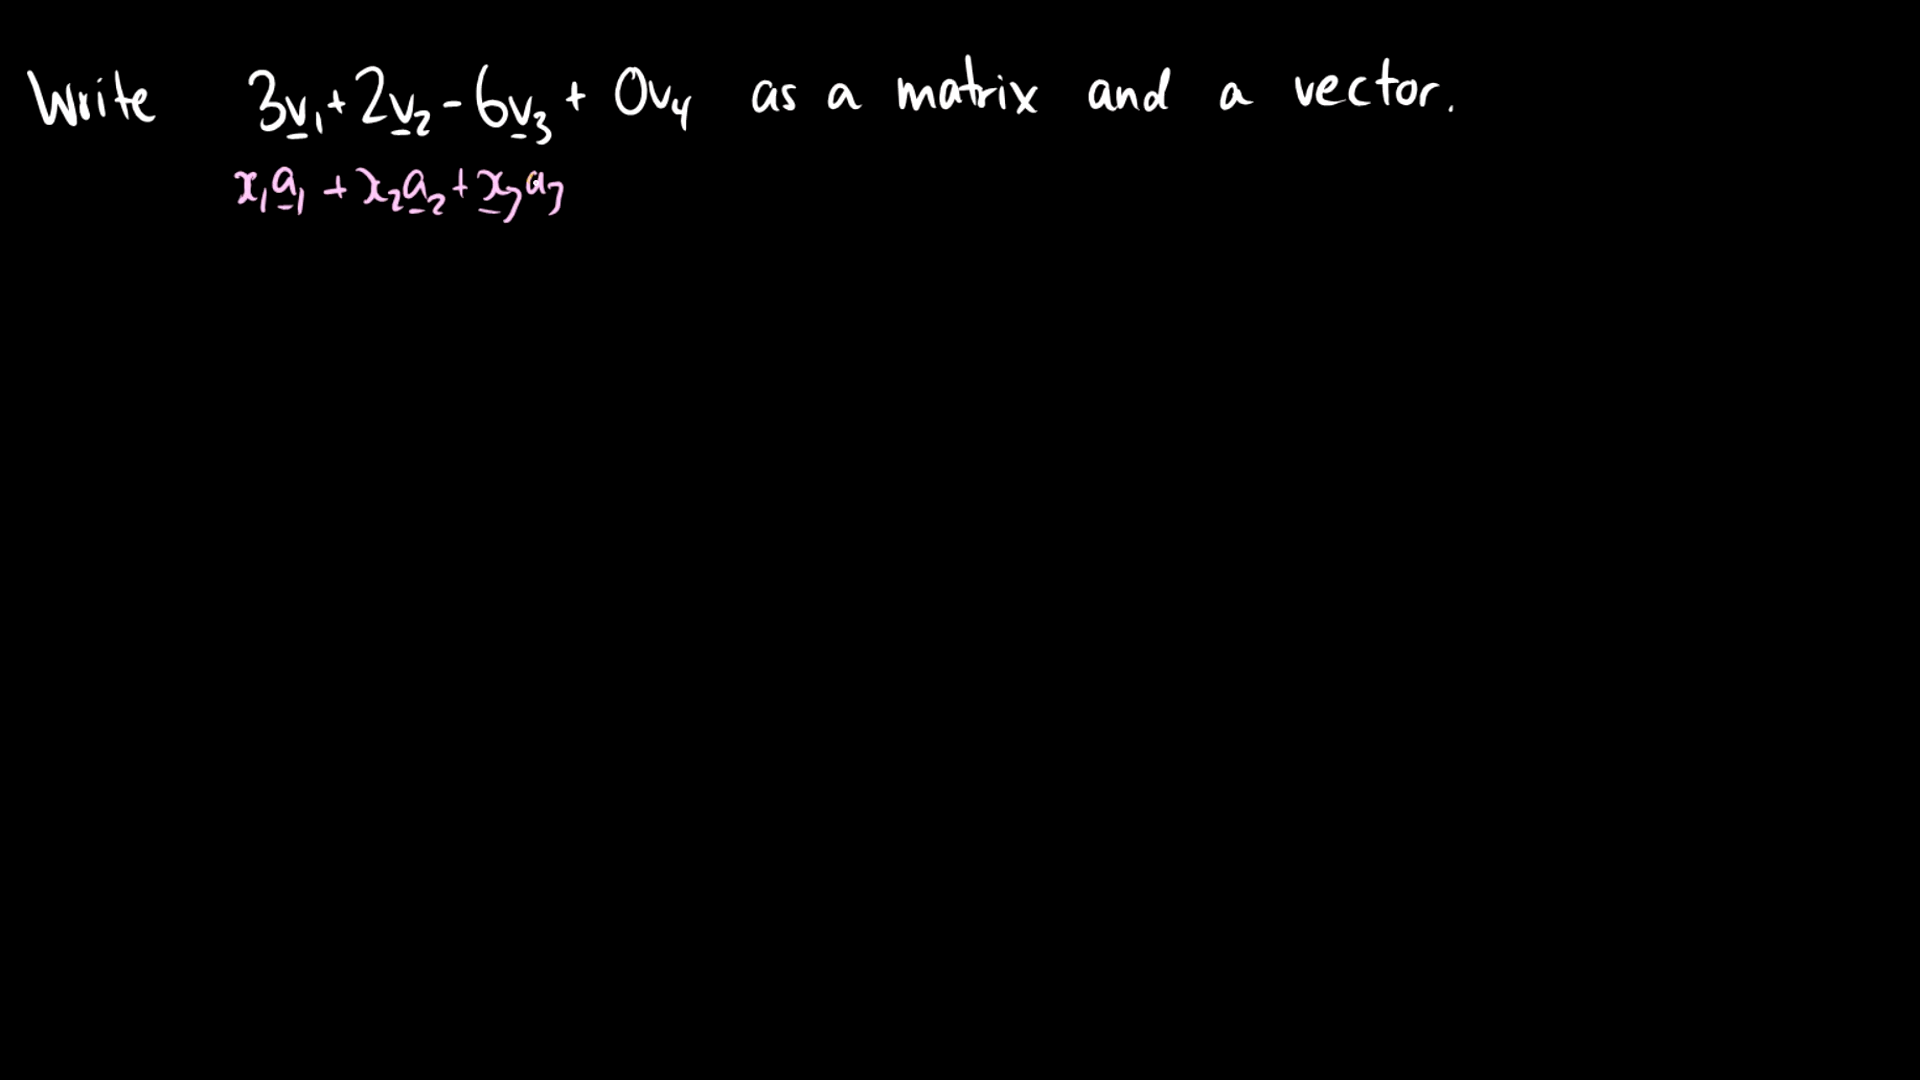 Write 3v₁ + 2v₂ - 6v₃ + 0v₄ as a matrix and a vector.
x₁a₁ + x₂a₂ + x₃a₃